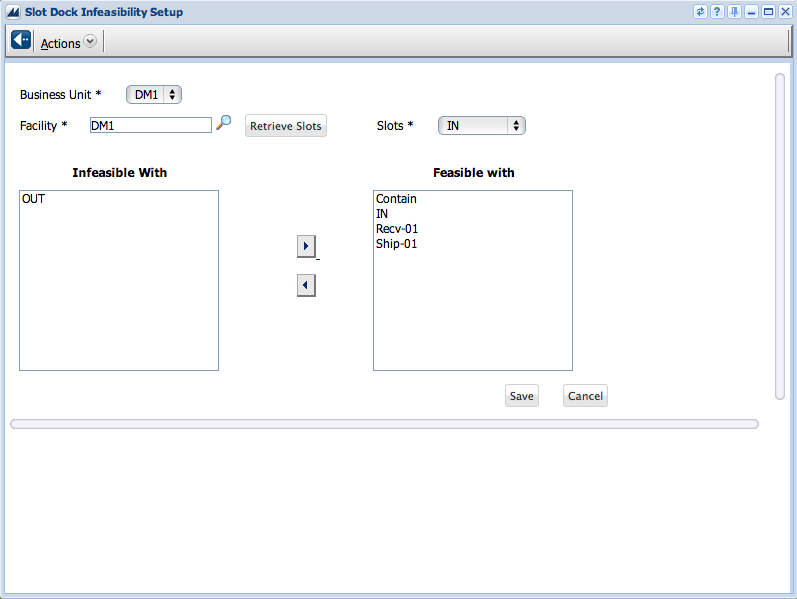 Slot Dock Infeasibility Setup
Actions
Business Unit * DM1
Facility * DM1 Retrieve Slots Slots * IN
Infeasible With Feasible with
OUT Contain
IN
Recv-01
Ship-01
Save Cancel